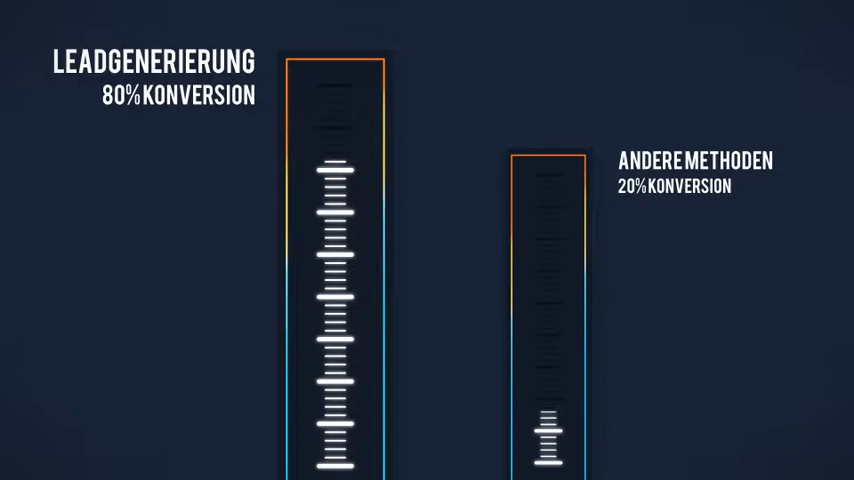 LEADGENERIERUNG
80% KONVERSION
ANDERE METHODEN
20% KONVERSION